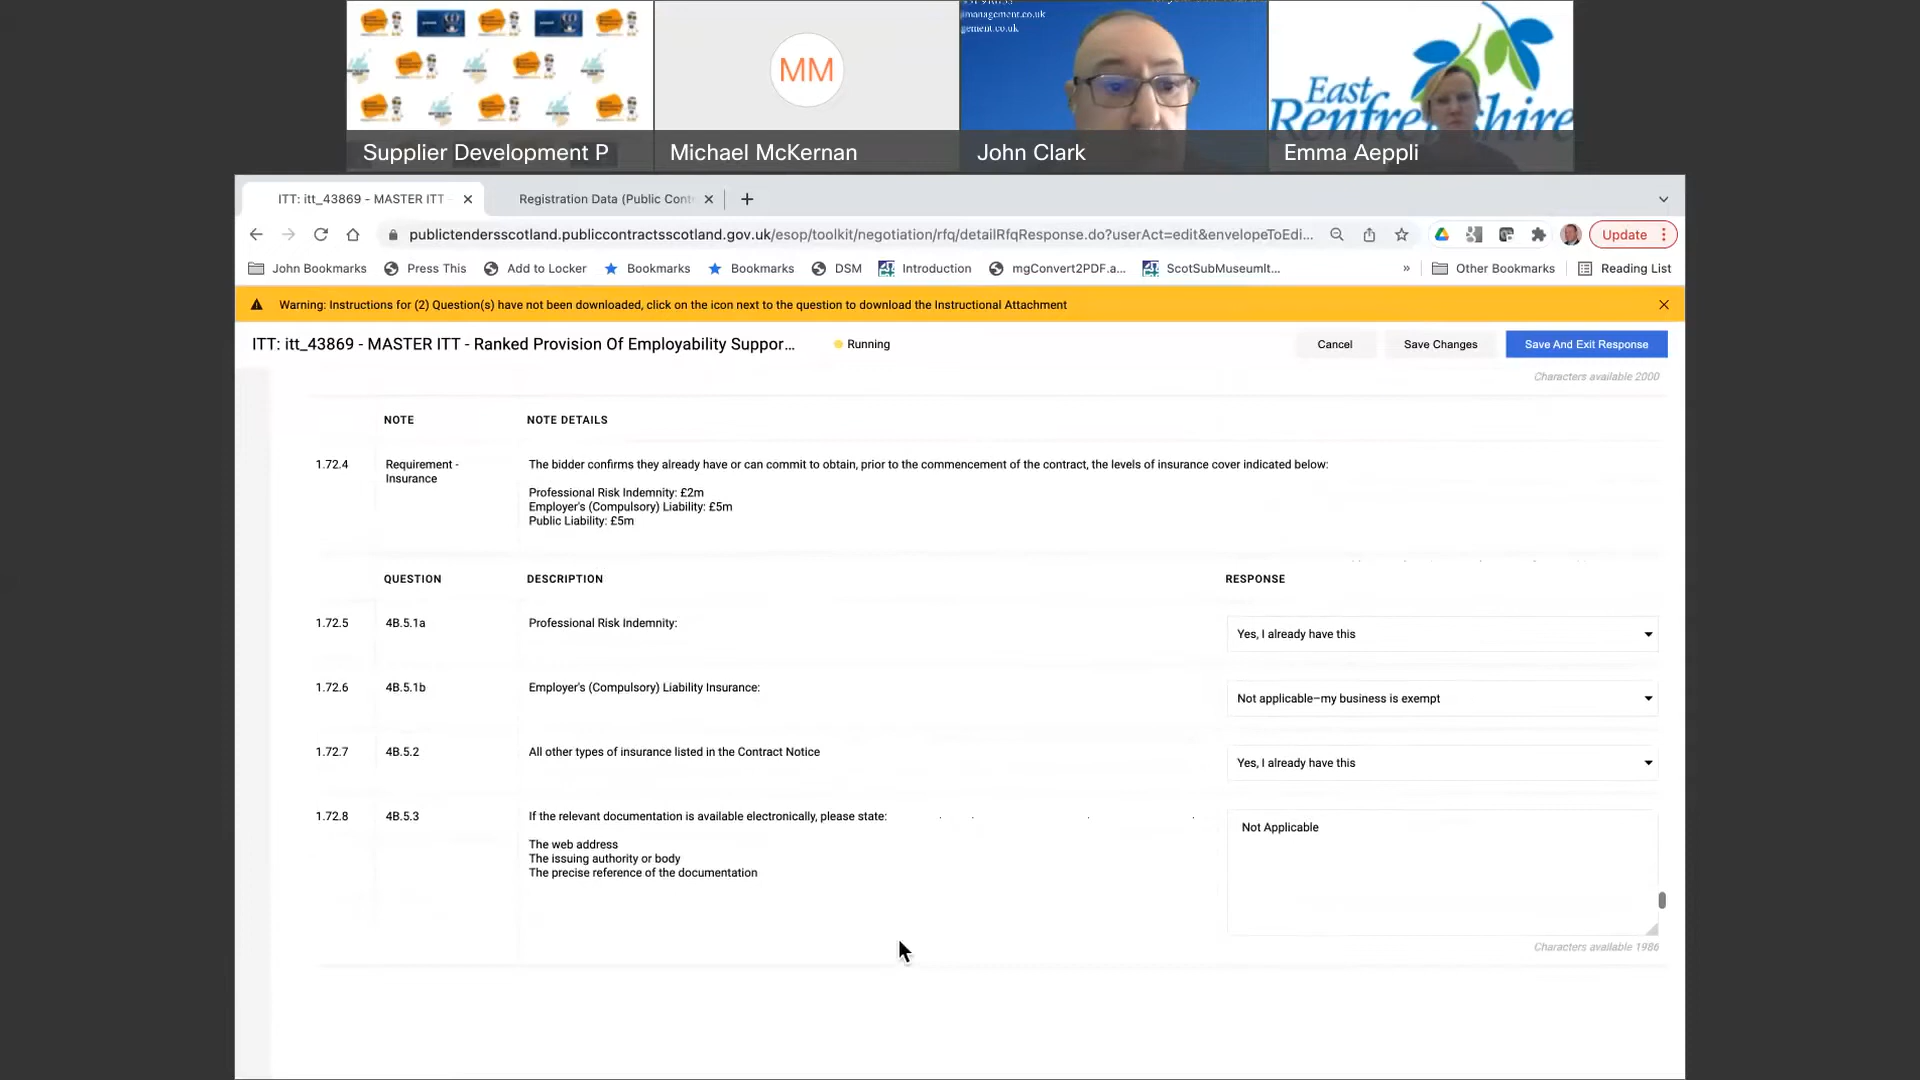 jmanagement.co.uk
gement.co.uk
MM
East
Renfrewshire
Supplier Development P
Michael McKernan
John Clark
Emma Aeppli
ITT: itt_43869 - MASTER ITT -
Registration Data (Public Cont
publictendersscotland.publiccontractsscotland.gov.uk/esop/toolkit/negotiation/rfq/detailRfqResponse.do?userAct=edit&envelopeToEdi...
Update
John Bookmarks
Press This
Add to Locker
Bookmarks
Bookmarks
DSM
Introduction
mgConvert2PDF.a...
ScotSubMuseumIt...
»
Other Bookmarks
Reading List
Warning: Instructions for (2) Question(s) have not been downloaded, click on the icon next to the question to download the Instructional Attachment
ITT: itt_43869 - MASTER ITT - Ranked Provision Of Employability Suppor...
Running
Cancel
Save Changes
Save And Exit Response
Characters available 2000
NOTE
NOTE DETAILS
1.72.4
Requirement -
Insurance
The bidder confirms they already have or can commit to obtain, prior to the commencement of the contract, the levels of insurance cover indicated below:
Professional Risk Indemnity: £2m
Employer's (Compulsory) Liability: £5m
Public Liability: £5m
QUESTION
DESCRIPTION
RESPONSE
1.72.5
4B.5.1a
Professional Risk Indemnity:
Yes, I already have this
1.72.6
4B.5.1b
Employer's (Compulsory) Liability Insurance:
Not applicable–my business is exempt
1.72.7
4B.5.2
All other types of insurance listed in the Contract Notice
Yes, I already have this
1.72.8
4B.5.3
If the relevant documentation is available electronically, please state:
The web address
The issuing authority or body
The precise reference of the documentation
Not Applicable
Characters available 1986